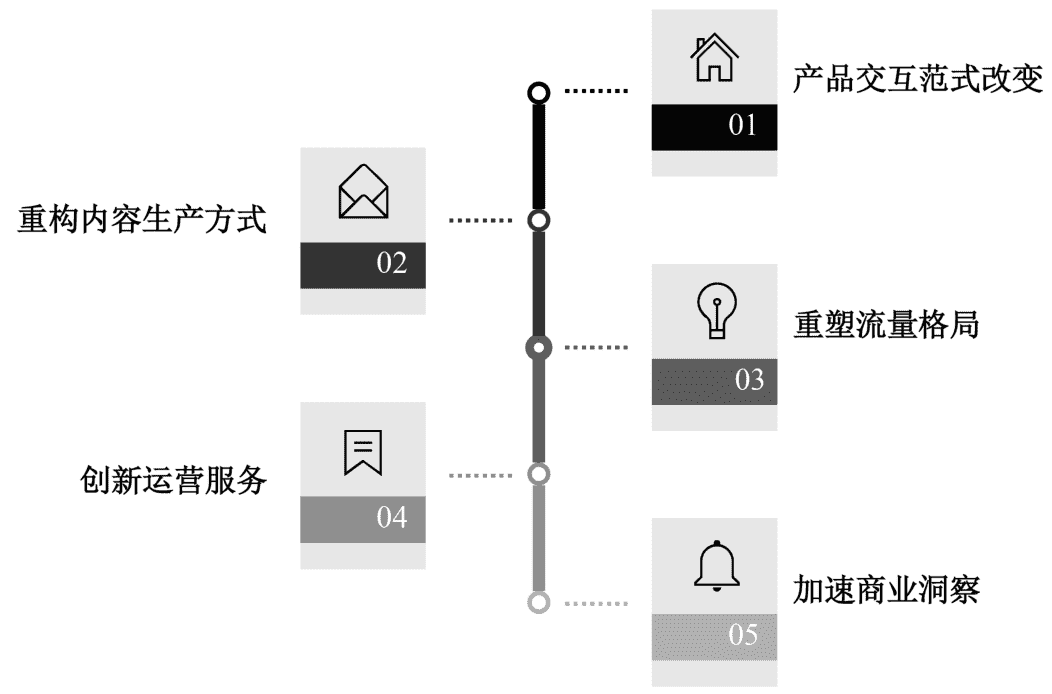 01
产品交互范式改变
重构内容生产方式
02
03
重塑流量格局
创新运营服务
04
05
加速商业洞察